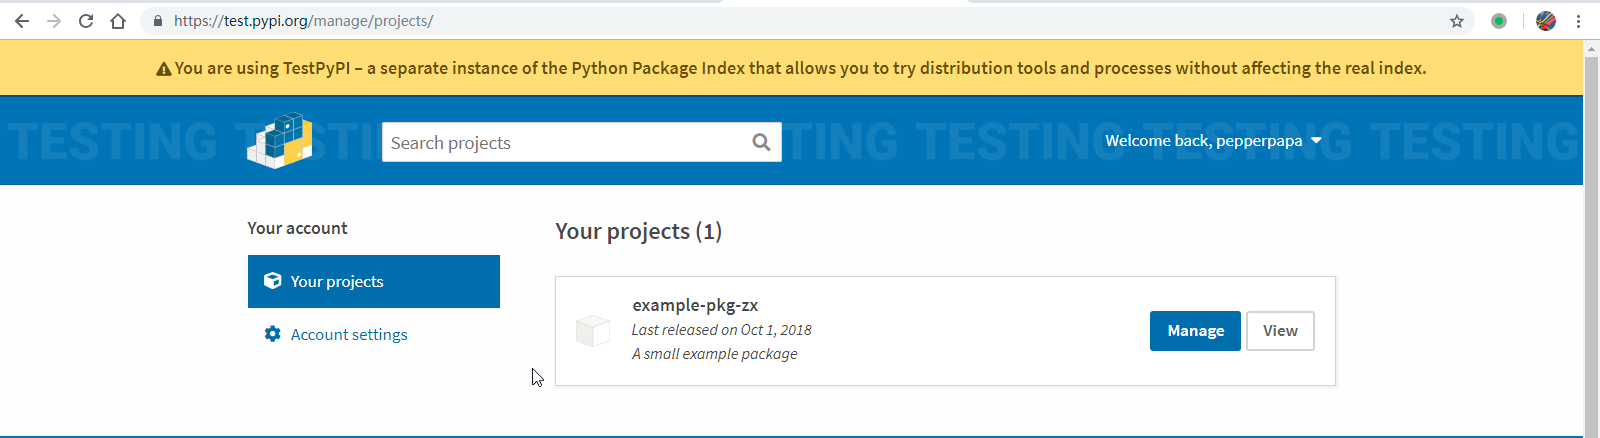 https://test.pypi.org/manage/projects/
You are using TestPyPI – a separate instance of the Python Package Index that allows you to try distribution tools and processes without affecting the real index.
TESTING TESTING TESTING TESTING TESTING TESTING
Search projects
Welcome back, pepperpapa
Your account
Your projects
Account settings
Your projects (1)
example-pkg-zx
Last released on Oct 1, 2018
A small example package
Manage
View